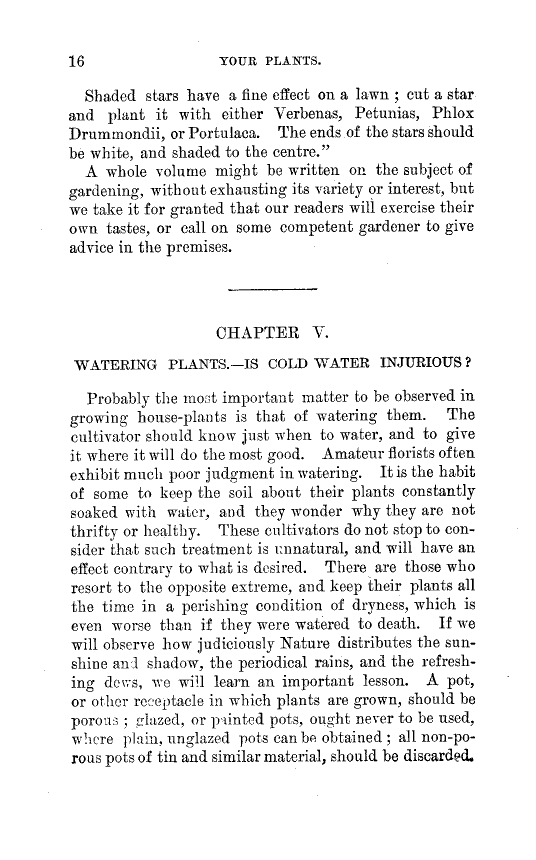 16 YOUR PLANTS.
Shaded stars have a fine effect on a lawn ; cut a star
and plant it with either Verbenas, Petunias, Phlox
Drummondii, or Portulaca. The ends of the stars should
be white, and shaded to the centre.”
A whole volume might be written on the subject of
gardening, without exhausting its variety or interest, but
we take it for granted that our readers will exercise their
own tastes, or call on some competent gardener to give
advice in the premises.
CHAPTER V.
WATERING PLANTS.—IS COLD WATER INJURIOUS?
Probably the most important matter to be observed in
growing house-plants is that of watering them. The
cultivator should know just when to water, and to give
it where it will do the most good. Amateur florists often
exhibit much poor judgment in watering. It is the habit
of some to keep the soil about their plants constantly
soaked with water, and they wonder why they are not
thrifty or healthy. These cultivators do not stop to con-
sider that such treatment is unnatural, and will have an
effect contrary to what is desired. There are those who
resort to the opposite extreme, and keep their plants all
the time in a perishing condition of dryness, which is
even worse than if they were watered to death. If we
will observe how judiciously Nature distributes the sun-
shine and shadow, the periodical rains, and the refresh-
ing dews, we will learn an important lesson. A pot,
or other receptacle in which plants are grown, should be
porous ; glazed, or painted pots, ought never to be used,
where plain, unglazed pots can be obtained ; all non-po-
rous pots of tin and similar material, should be discarded.